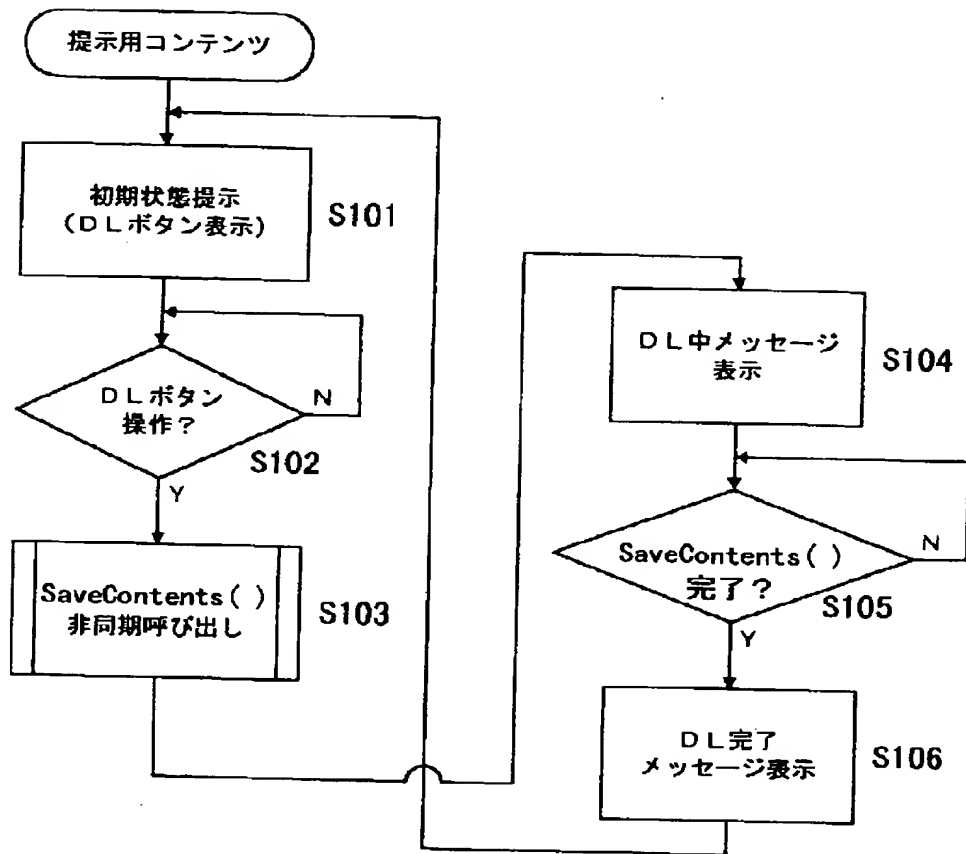 提示用コンテンツ
初期状態提示
(DLボタン表示)
S101
DLボタン
操作?
N
S102
Y
SaveContents( )
非同期呼び出し
S103
DL中メッセージ
表示
S104
SaveContents( )
完了?
N
S105
Y
DL完了
メッセージ表示
S106